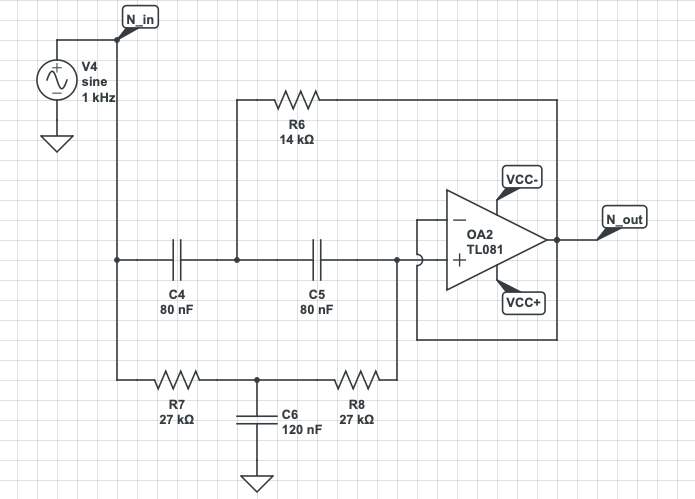 N_in
V4
sine
1 kHz
R6
14 kΩ
VCC-
N_out
OA2
TL081
C4
80 nF
C5
80 nF
VCC+
R7
27 kΩ
C6
120 nF
R8
27 kΩ